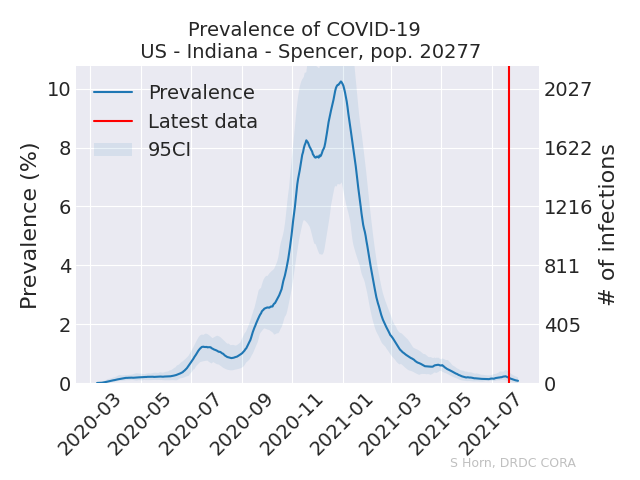 Prevalence of COVID-19
US - Indiana - Spencer, pop. 20277
Prevalence
Latest data
95CI
Prevalence (%)
10
8
6
4
2
0
2027
1622
1216
811
405
0
# of infections
2020-03
2020-05
2020-07
2020-09
2020-11
2021-01
2021-03
2021-05
2021-07
S Horn, DRDC CORA